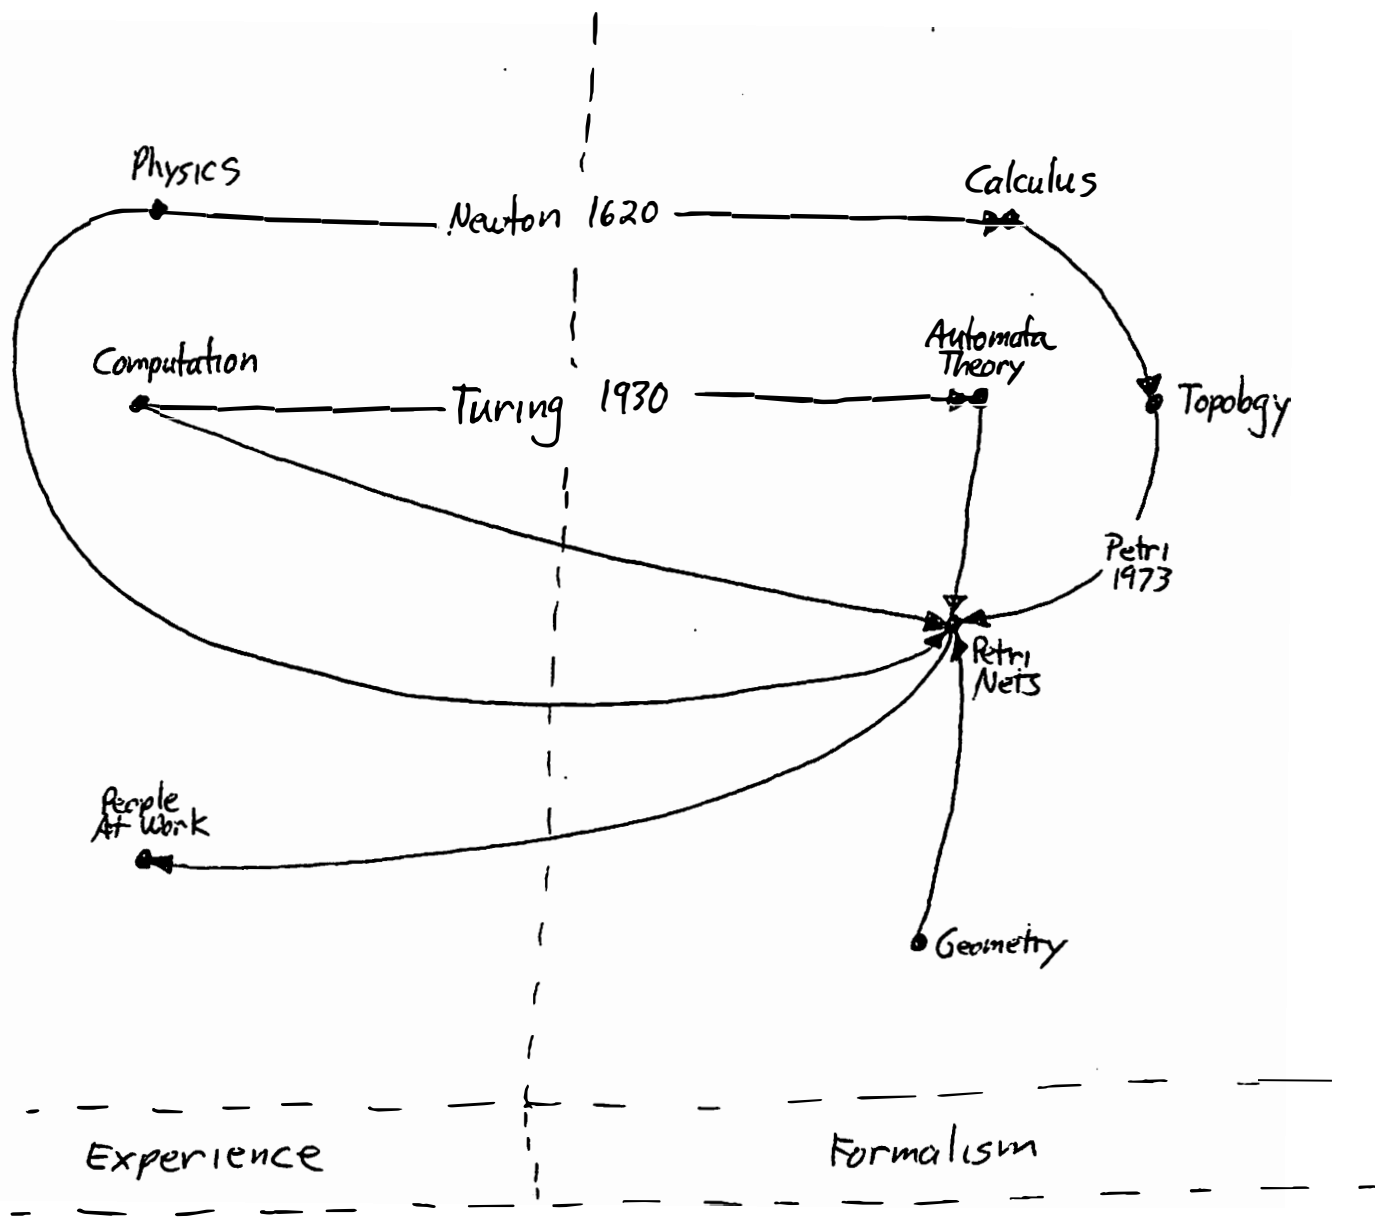 Physics
Calculus
Newton 1620
Automata
Theory
Computation
Turing 1930
Topology
Petri
1973
Petri
Nets
People
At Work
Geometry
Experience
Formalism